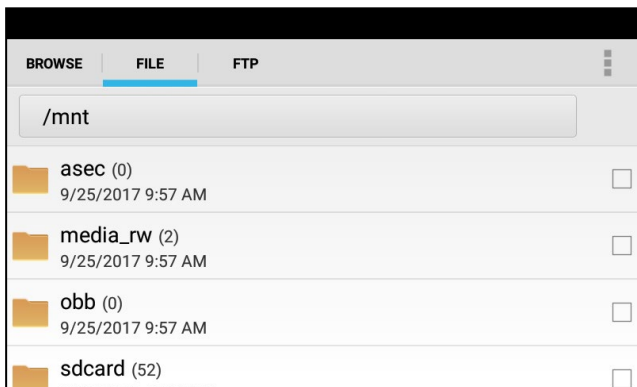 BROWSE FILE FTP
/mnt
asec (0)
9/25/2017 9:57 AM
media_rw (2)
9/25/2017 9:57 AM
obb (0)
9/25/2017 9:57 AM
sdcard (52)